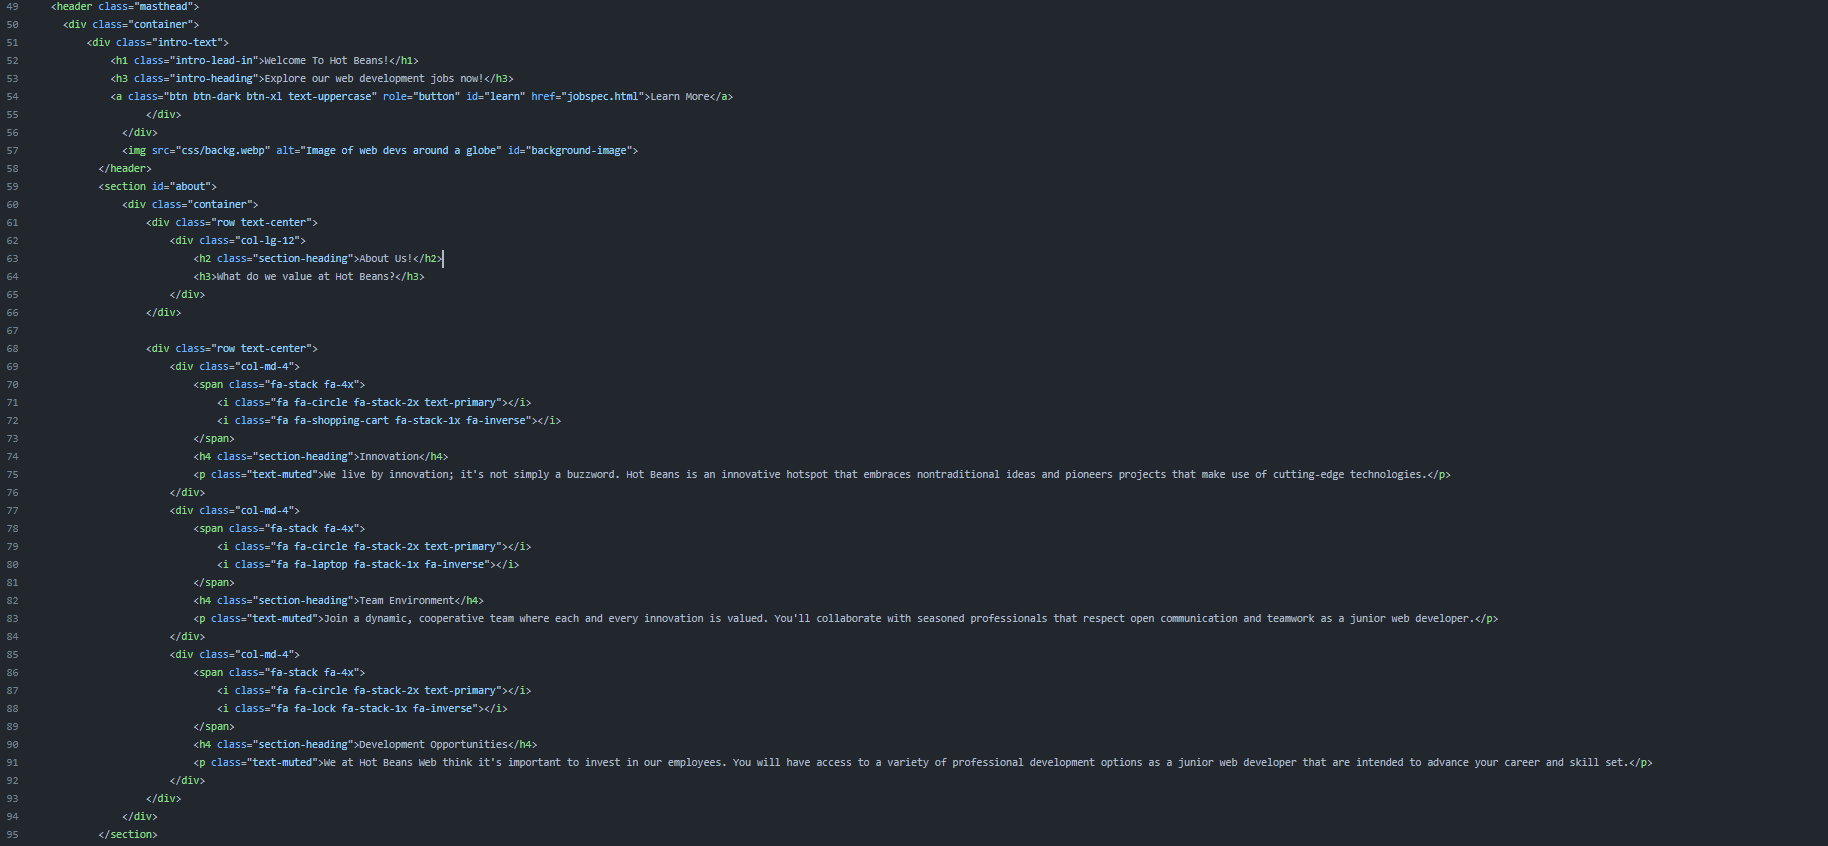 49 <header class="masthead">
50 <div class="container">
51 <div class="intro-text">
52 <h1 class="intro-lead-in">Welcome To Hot Beans!</h1>
53 <h3 class="intro-heading">Explore our web development jobs now!</h3>
54 <a class="btn btn-dark btn-xl text-uppercase" role="button" id="learn" href="jobspec.html">Learn More</a>
55 </div>
56 </div>
57 <img src="css/backg.webp" alt="Image of web devs around a globe" id="background-image">
58 </header>
59 <section id="about">
60 <div class="container">
61 <div class="row text-center">
62 <div class="col-lg-12">
63 <h2 class="section-heading">About Us!</h2>
64 <h3>What do we value at Hot Beans?</h3>
65 </div>
66 </div>
67
68 <div class="row text-center">
69 <div class="col-md-4">
70 <span class="fa-stack fa-4x">
71 <i class="fa fa-circle fa-stack-2x text-primary"></i>
72 <i class="fa fa-shopping-cart fa-stack-1x fa-inverse"></i>
73 </span>
74 <h4 class="section-heading">Innovation</h4>
75 <p class="text-muted">We live by innovation; it's not simply a buzzword. Hot Beans is an innovative hotspot that embraces nontraditional ideas and pioneers projects that make use of cutting-edge technologies.</p>
76 </div>
77 <div class="col-md-4">
78 <span class="fa-stack fa-4x">
79 <i class="fa fa-circle fa-stack-2x text-primary"></i>
80 <i class="fa fa-laptop fa-stack-1x fa-inverse"></i>
81 </span>
82 <h4 class="section-heading">Team Environment</h4>
83 <p class="text-muted">Join a dynamic, cooperative team where each and every innovation is valued. You'll collaborate with seasoned professionals that respect open communication and teamwork as a junior web developer.</p>
84 </div>
85 <div class="col-md-4">
86 <span class="fa-stack fa-4x">
87 <i class="fa fa-circle fa-stack-2x text-primary"></i>
88 <i class="fa fa-lock fa-stack-1x fa-inverse"></i>
89 </span>
90 <h4 class="section-heading">Development Opportunities</h4>
91 <p class="text-muted">We at Hot Beans Web think it's important to invest in our employees. You will have access to a variety of professional development options as a junior web developer that are intended to advance your career and skill set.</p>
92 </div>
93 </div>
94 </div>
95 </section>